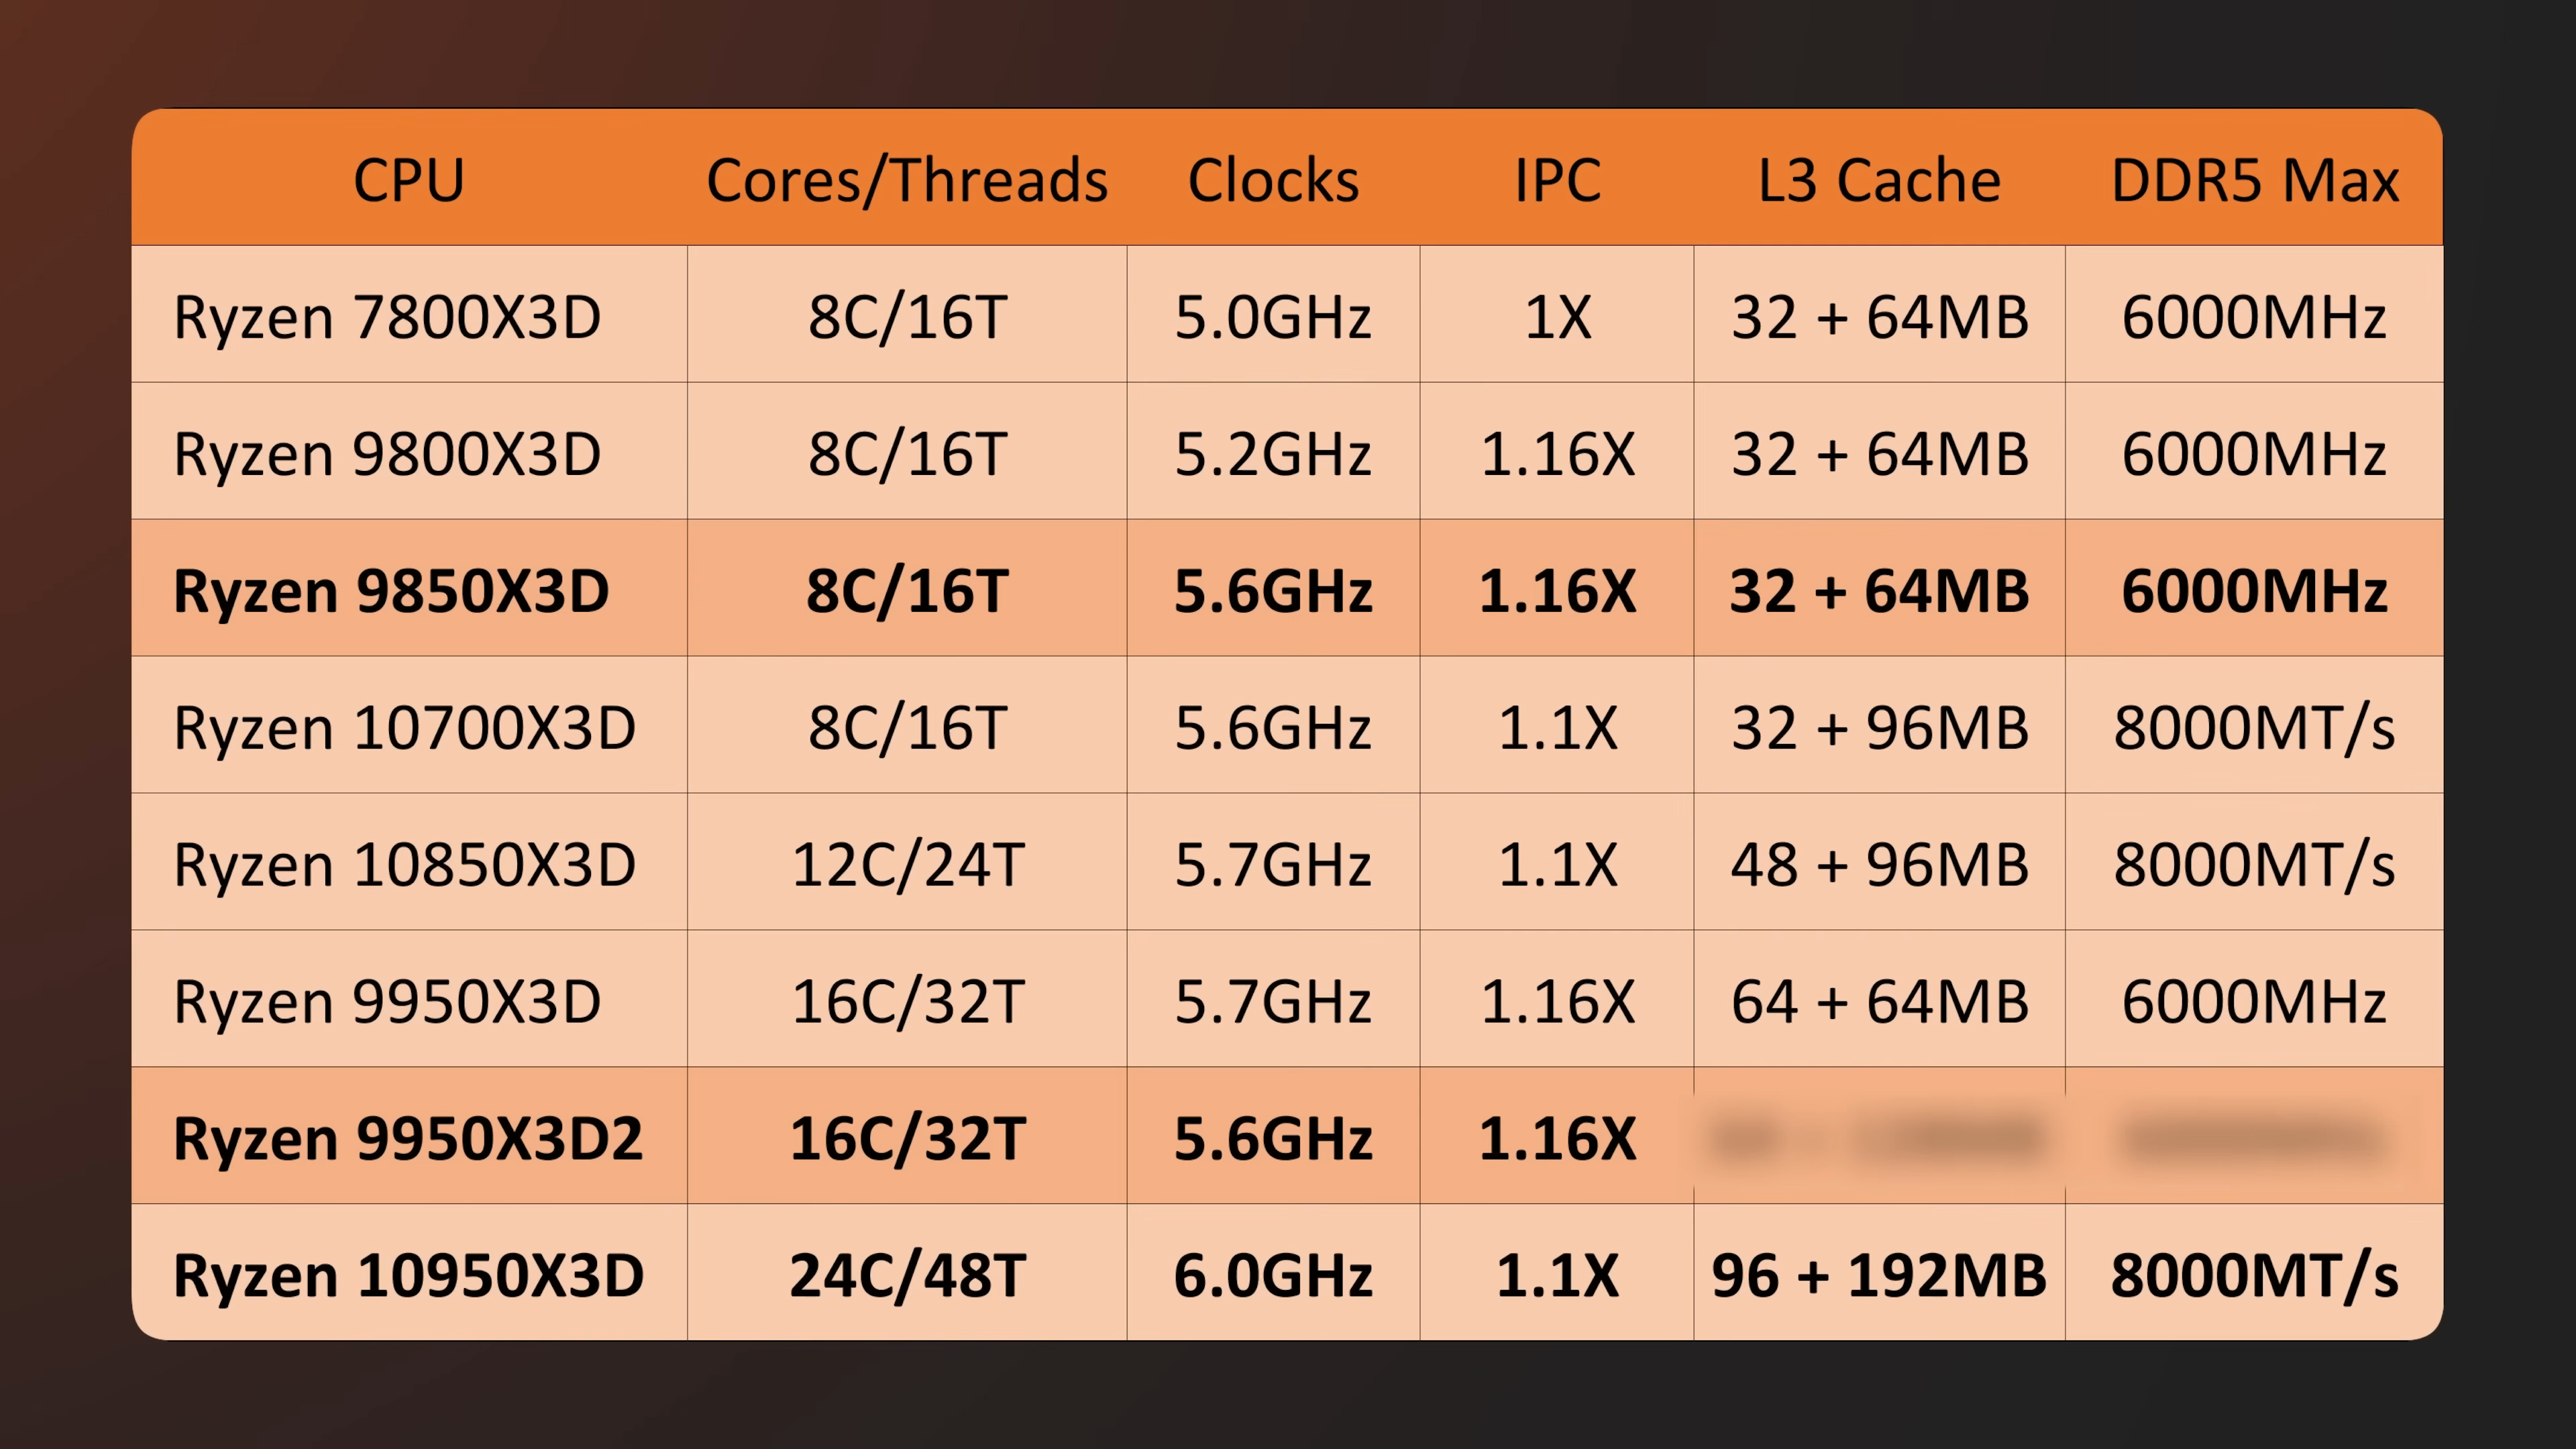 CPU Cores/Threads Clocks IPC L3 Cache DDR5 Max
Ryzen 7800X3D 8C/16T 5.0GHz 1X 32 + 64MB 6000MHz
Ryzen 9800X3D 8C/16T 5.2GHz 1.16X 32 + 64MB 6000MHz
Ryzen 9850X3D 8C/16T 5.6GHz 1.16X 32 + 64MB 6000MHz
Ryzen 10700X3D 8C/16T 5.6GHz 1.1X 32 + 96MB 8000MT/s
Ryzen 10850X3D 12C/24T 5.7GHz 1.1X 48 + 96MB 8000MT/s
Ryzen 9950X3D 16C/32T 5.7GHz 1.16X 64 + 64MB 6000MHz
Ryzen 9950X3D2 16C/32T 5.6GHz 1.16X
Ryzen 10950X3D 24C/48T 6.0GHz 1.1X 96 + 192MB 8000MT/s